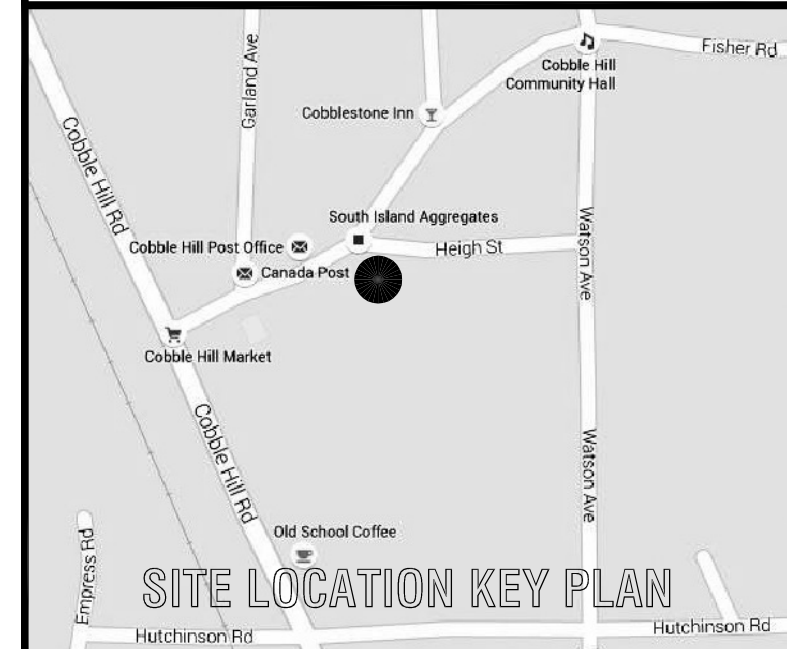 Garland Ave
Fisher Rd
Cobble Hill
Community Hall
Cobblestone Inn
Cobble Hill Rd
South Island Aggregates
Cobble Hill Post Office
Heigh St
Watson Ave
Canada Post
Cobble Hill Market
Cobble Hill Rd
Watson Ave
Old School Coffee
Empress Rd
SITE LOCATION KEY PLAN
Hutchinson Rd
Hutchinson Rd